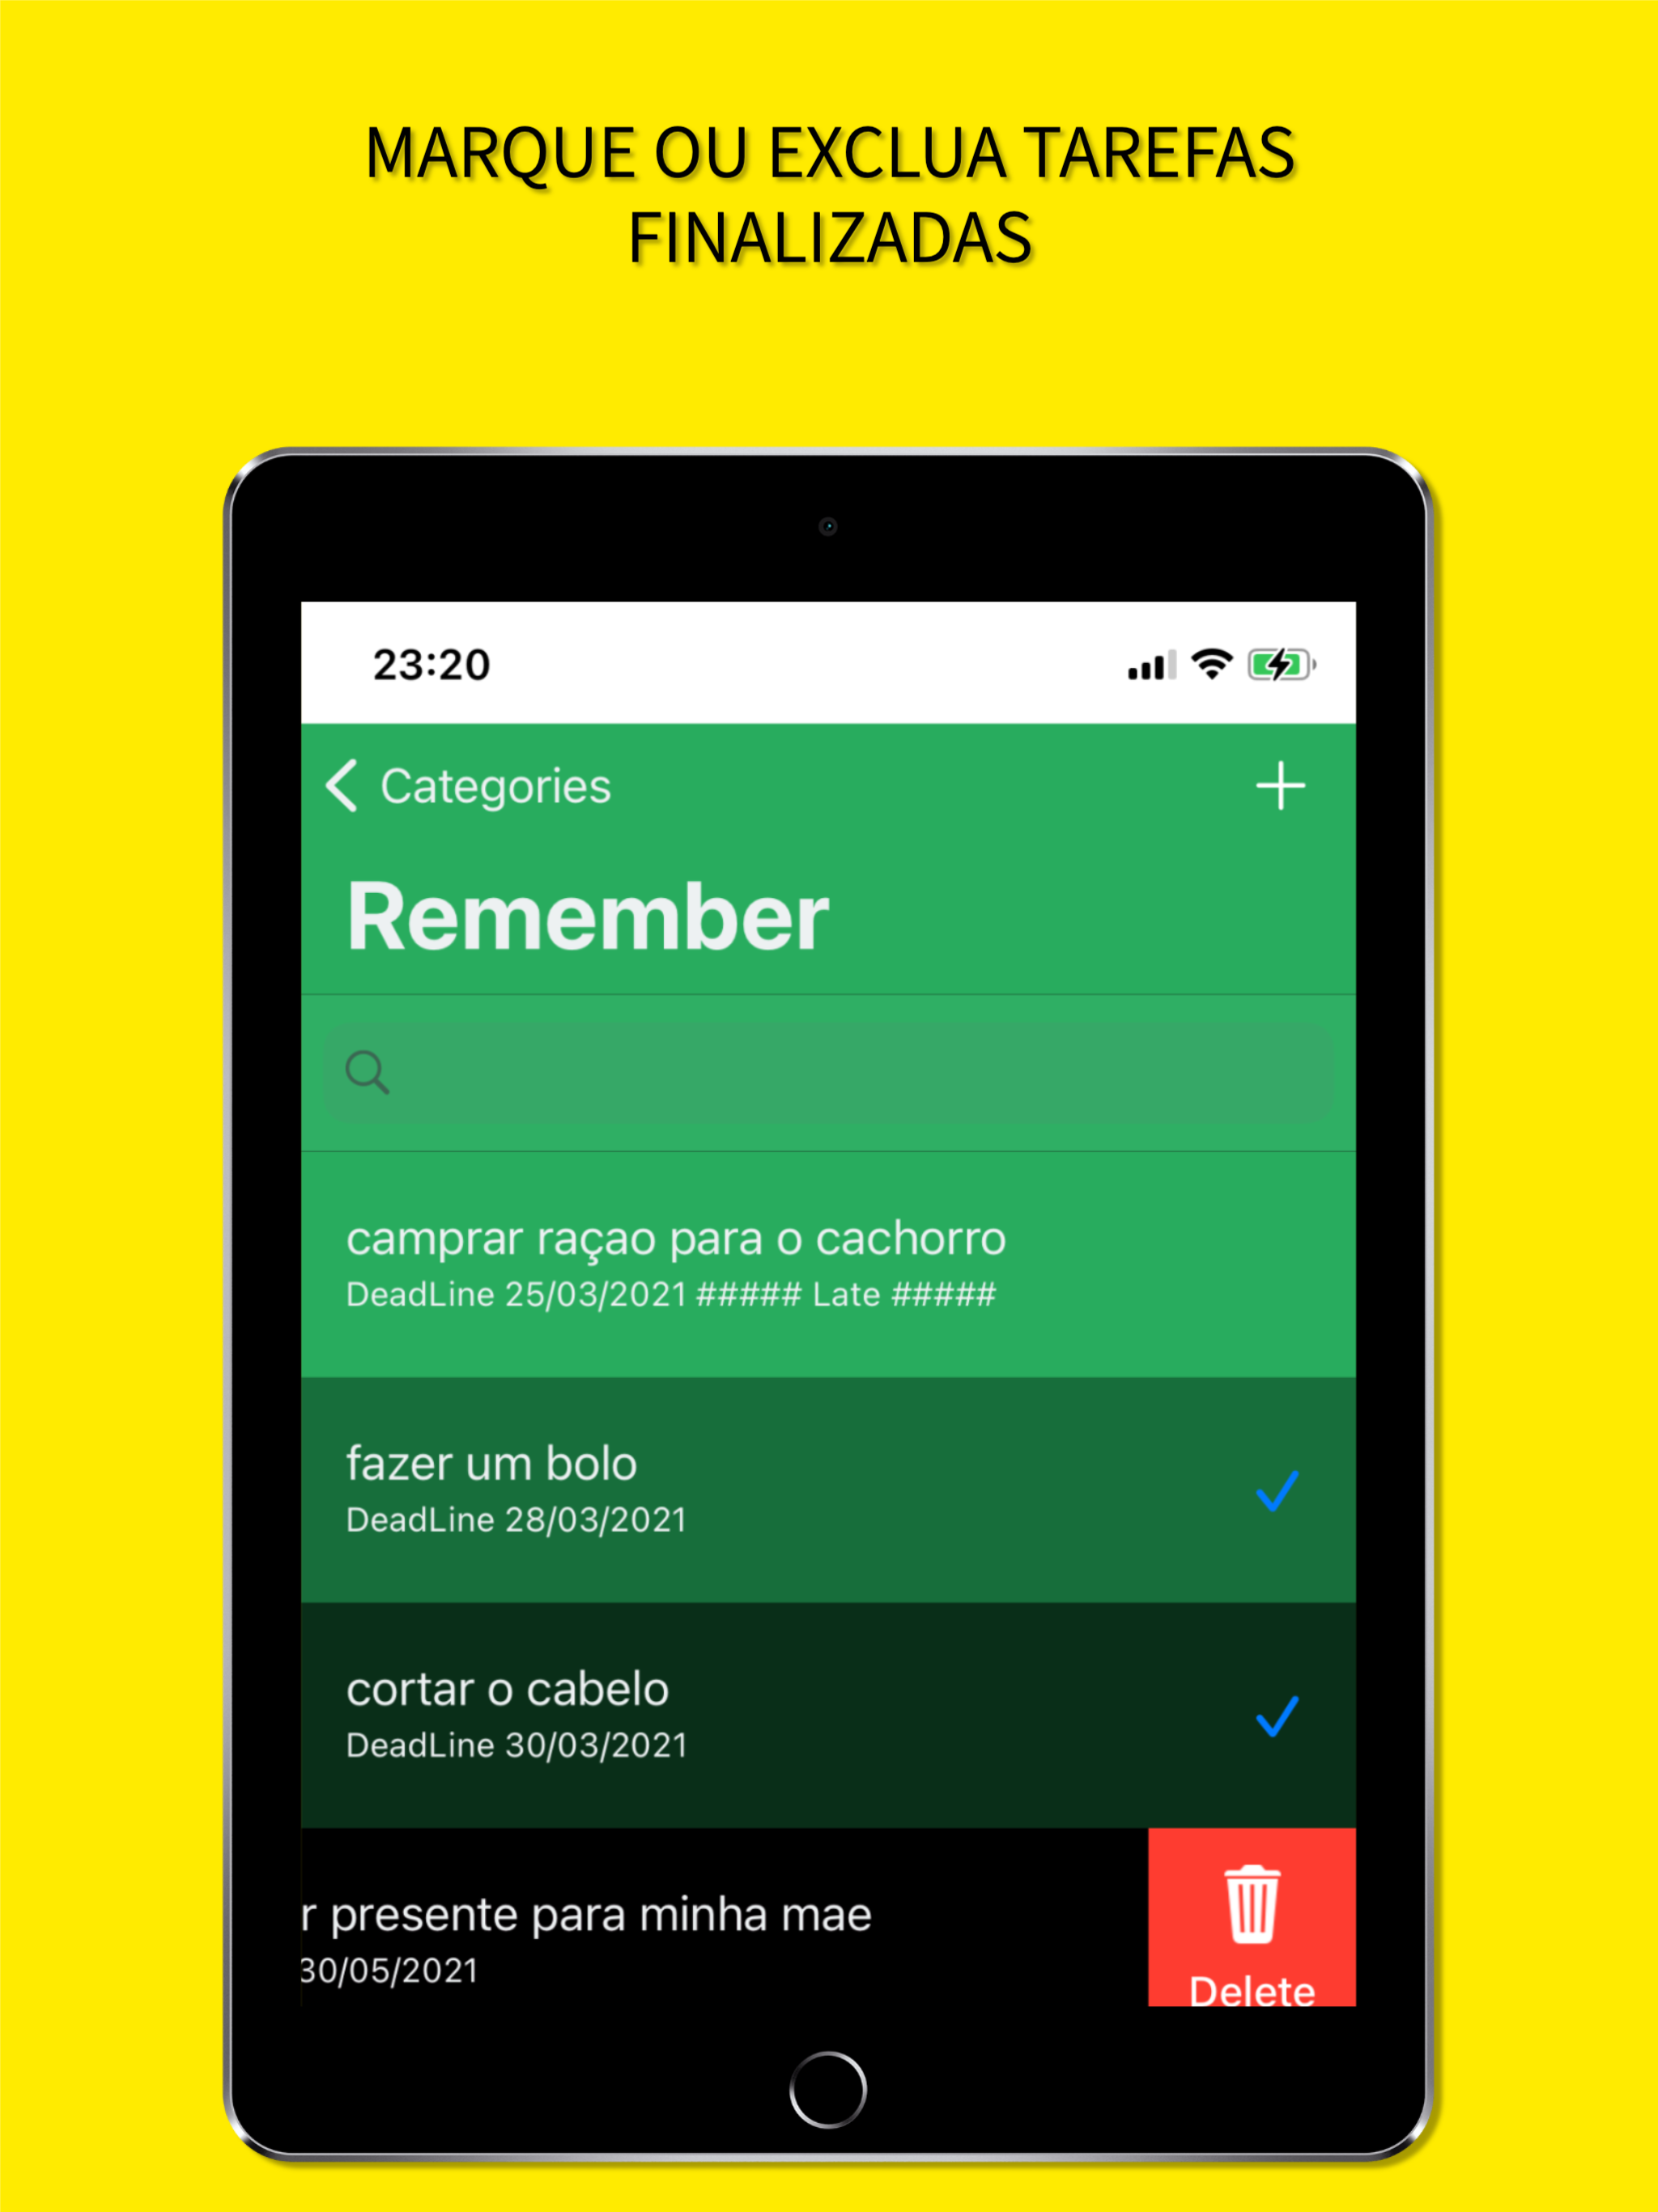 MARQUE OU EXCLUA TAREFAS
FINALIZADAS
23:20
Categories
Remember
camprar raçao para o cachorro
DeadLine 25/03/2021 ##### Late #####
fazer um bolo
DeadLine 28/03/2021
cortar o cabelo
DeadLine 30/03/2021
r presente para minha mae
30/05/2021
Delete